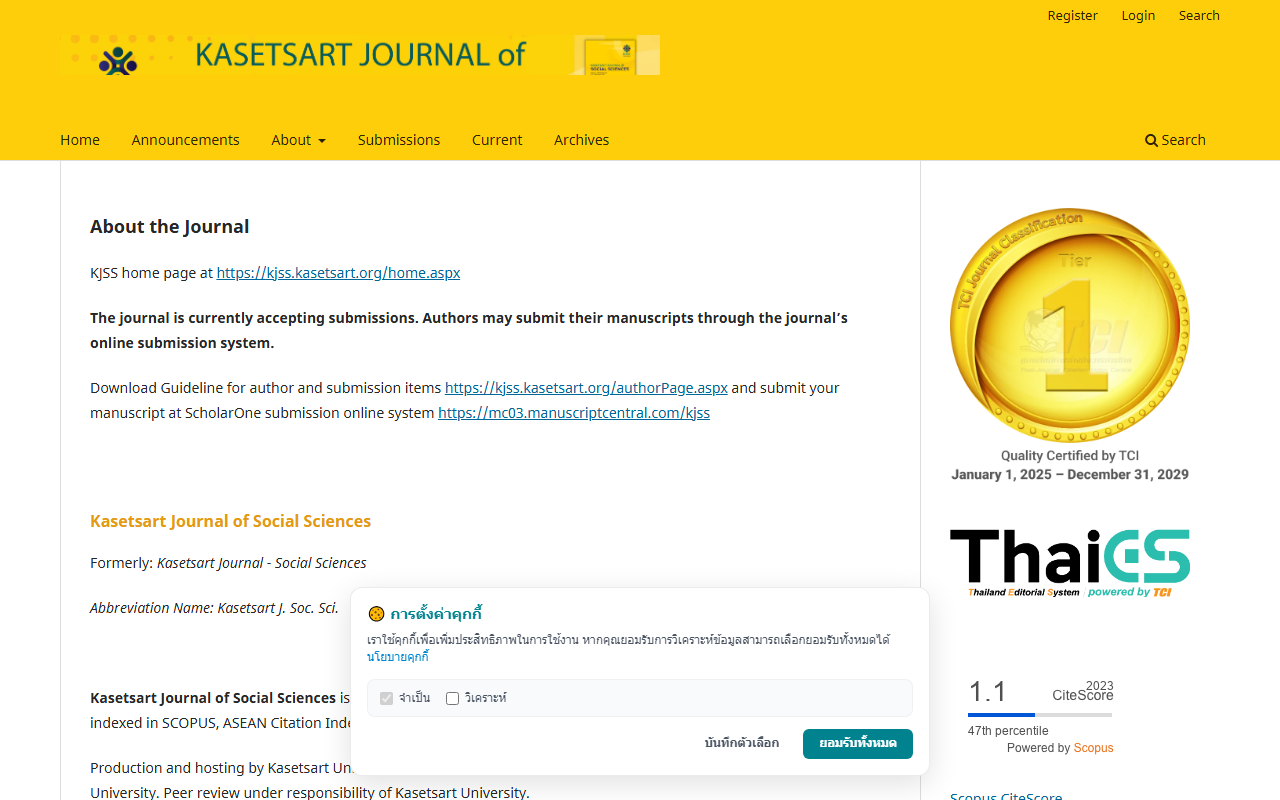 Register Login Search
KASETSART JOURNAL of
Home Announcements About Submissions Current Archives Search
About the Journal
KJSS home page at https://kjss.kasetsart.org/home.aspx
The journal is currently accepting submissions. Authors may submit their manuscripts through the journal’s
online submission system.
Download Guideline for author and submission items https://kjss.kasetsart.org/authorPage.aspx and submit your
manuscript at ScholarOne submission online system https://mc03.manuscriptcentral.com/kjss
Kasetsart Journal of Social Sciences
Formerly: Kasetsart Journal - Social Sciences
Abbreviation Name: Kasetsart J. Soc. Sci.
Kasetsart Journal of Social Sciences is
indexed in SCOPUS, ASEAN Citation Inde
Production and hosting by Kasetsart Un
University. Peer review under responsibility of Kasetsart University.
การตั้งค่าคุกกี้
เราใช้คุกกี้เพื่อเพิ่มประสิทธิภาพในการใช้งาน หากคุณยอมรับการวิเคราะห์ข้อมูลสามารถเลือกยอมรับทั้งหมดได้
นโยบายคุกกี้
จำเป็น วิเคราะห์
บันทึกตัวเลือก ยอมรับทั้งหมด
TCI Journal Classification
Tier
1
TCI
Quality Certified by TCI
January 1, 2025 – December 31, 2029
ThaiES
Thailand Editorial System powered by TCI
1.1 2023
CiteScore
47th percentile
Powered by Scopus
Scopus CiteScore